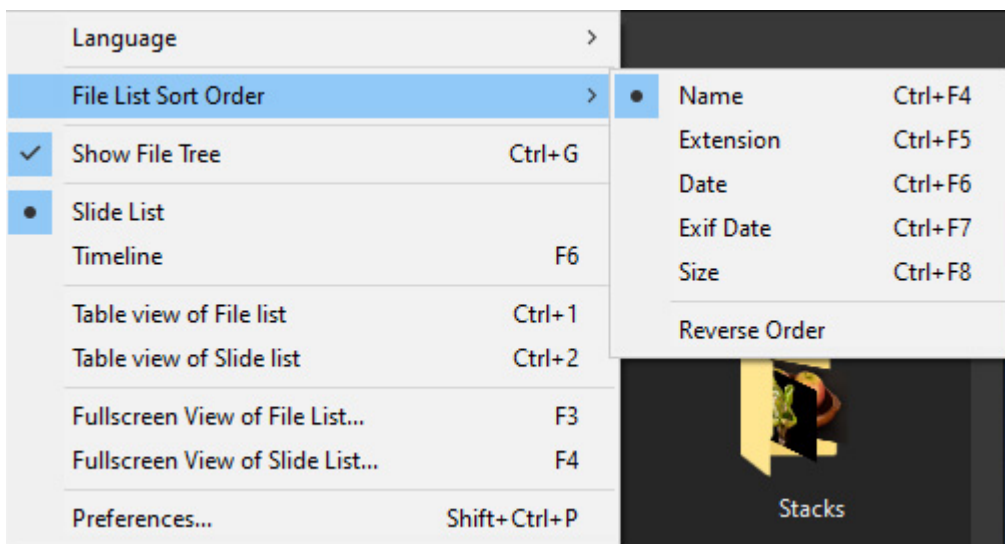 Language
File List Sort Order
Show File Tree Ctrl+G
Slide List
Timeline F6
Table view of File list Ctrl+1
Table view of Slide list Ctrl+2
Fullscreen View of File List... F3
Fullscreen View of Slide List... F4
Preferences... Shift+Ctrl+P
Name Ctrl+F4
Extension Ctrl+F5
Date Ctrl+F6
Exif Date Ctrl+F7
Size Ctrl+F8
Reverse Order
Stacks